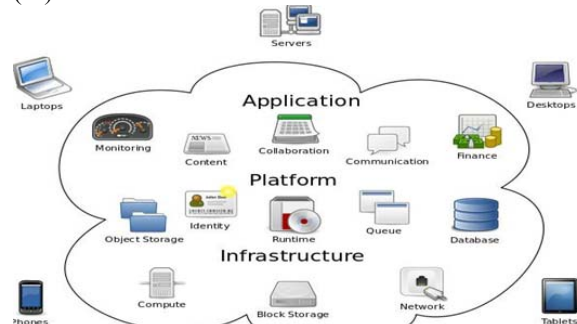 Servers
Laptops
Desktops
Application
Monitoring
NEWS
Content
Collaboration
Communication
Finance
Platform
Object Storage
Identity
Runtime
Queue
Database
Infrastructure
Compute
Block Storage
Network
Phones
Tablets